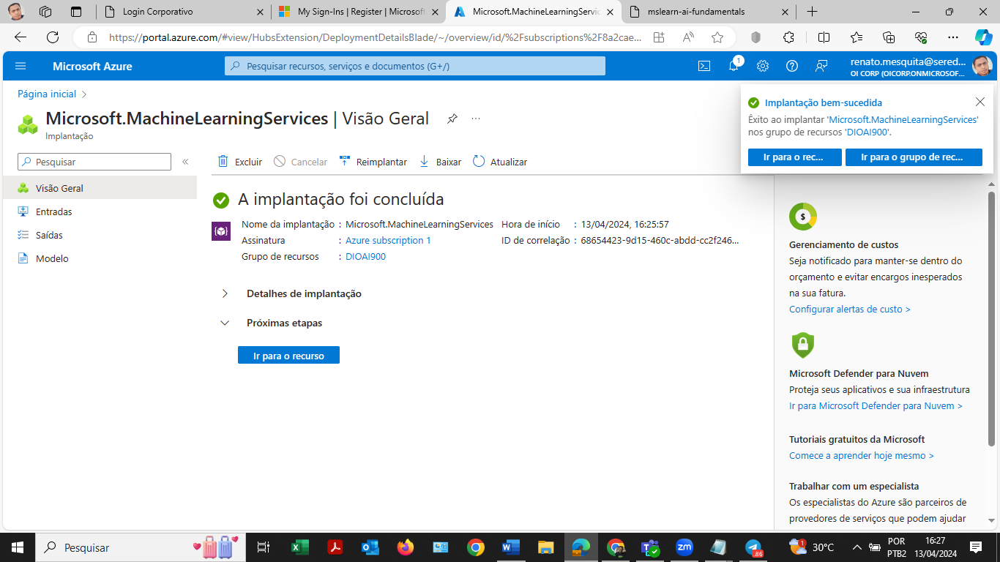 Login Corporativo
My Sign-Ins | Register | Microsoft
Microsoft.MachineLearningServic
mslearn-ai-fundamentals
https://portal.azure.com/#view/HubsExtension/DeploymentDetailsBlade/~/overview/id/%2Fsubscriptions%2F8a2cae...
Microsoft Azure
Pesquisar recursos, serviços e documentos (G+/)
1
renato.mesquita@sered...
OI CORP (OICORP.ONMICROSOF...
Página inicial
Microsoft.MachineLearningServices | Visão Geral
Implantação
Implantação bem-sucedida
Êxito ao implantar 'Microsoft.MachineLearningServices'
nos grupo de recursos 'DIOAI900'.
Ir para o rec...
Ir para o grupo de rec...
Pesquisar
Excluir
Cancelar
Reimplantar
Baixar
Atualizar
Visão Geral
Entradas
Saídas
Modelo
A implantação foi concluída
Nome da implantação : Microsoft.MachineLearningServices
Assinatura : Azure subscription 1
Grupo de recursos : DIOAI900
Hora de início : 13/04/2024, 16:25:57
ID de correlação : 68654423-9d15-460c-abdd-cc2f246...
Detalhes de implantação
Próximas etapas
Ir para o recurso
Gerenciamento de custos
Seja notificado para manter-se dentro do
orçamento e evitar encargos inesperados
na sua fatura.
Configurar alertas de custo >
Microsoft Defender para Nuvem
Proteja seus aplicativos e sua infraestrutura
Ir para Microsoft Defender para Nuvem >
Tutoriais gratuitos da Microsoft
Comece a aprender hoje mesmo >
Trabalhar com um especialista
Os especialistas do Azure são parceiros de
provedores de serviços que podem ajudar
Pesquisar
zm
.86
1
30°C
POR
PTB2
16:27
13/04/2024